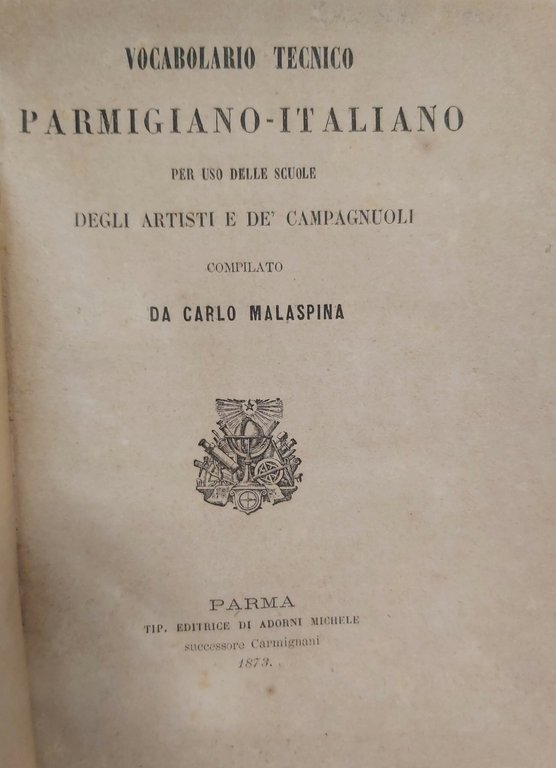 VOCABOLARIO TECNICO
PARMIGIANO-ITALIANO
PER USO DELLE SCUOLE
DEGLI ARTISTI E DE' CAMPAGNUOLI
COMPILATO
DA CARLO MALASPINA
PARMA
TIP. EDITRICE DI ADORNI MICHELE
successore Carmignani
1873.